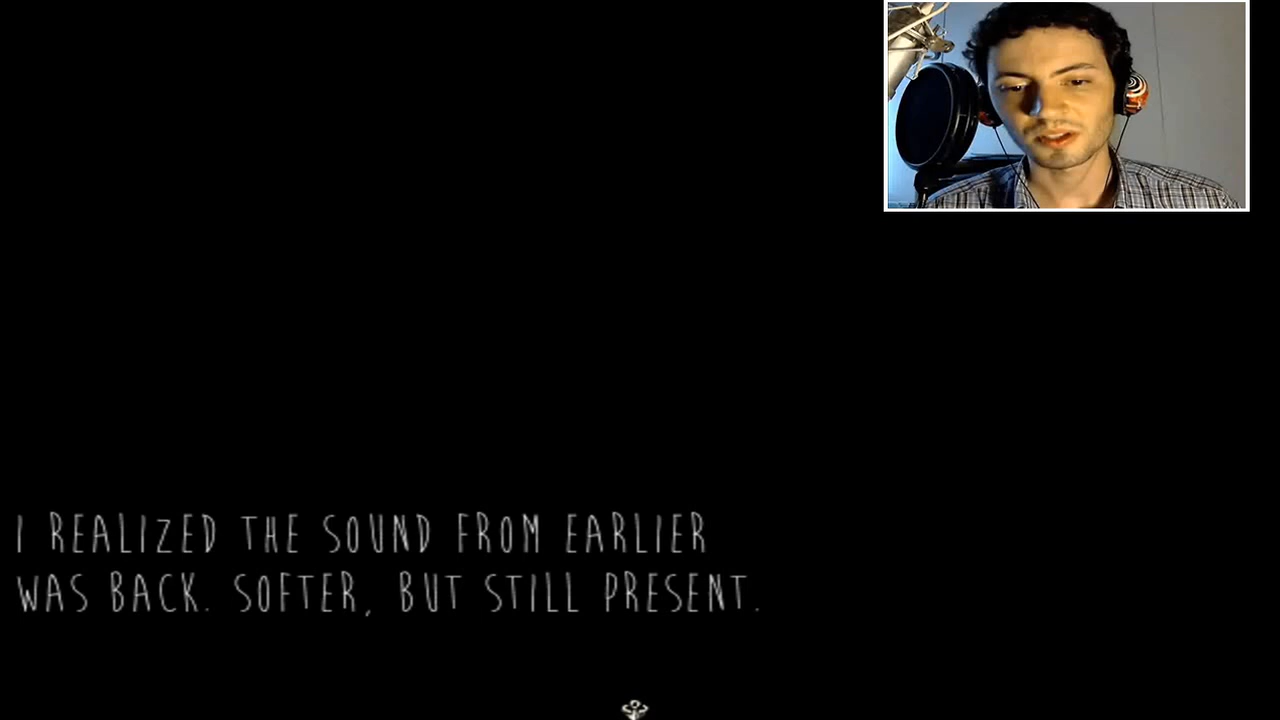 I REALIZED THE SOUND FROM EARLIER
WAS BACK. SOFTER, BUT STILL PRESENT.